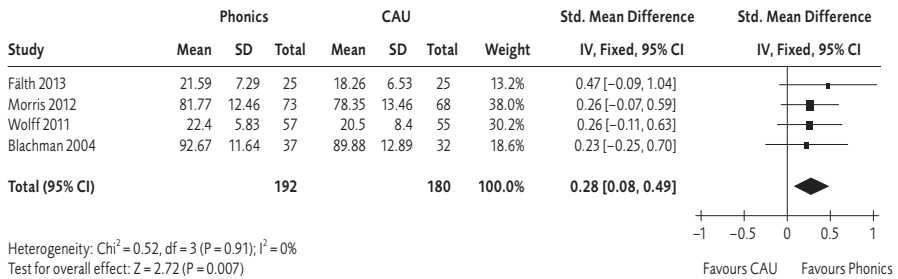 Phonics CAU Std. Mean Difference Std. Mean Difference
Study Mean SD Total Mean SD Total Weight IV, Fixed, 95% CI IV, Fixed, 95% CI
Fälth 2013 21.59 7.29 25 18.26 6.53 25 13.2% 0.47 [−0.09, 1.04]
Morris 2012 81.77 12.46 73 78.35 13.46 68 38.0% 0.26 [−0.07, 0.59]
Wolff 2011 22.4 5.83 57 20.5 8.4 55 30.2% 0.26 [−0.11, 0.63]
Blachman 2004 92.67 11.64 37 89.88 12.89 32 18.6% 0.23 [−0.25, 0.70]
Total (95% CI) 192 180 100.0% 0.28 [0.08, 0.49]
−1 −0.5 0 0.5 1
Heterogeneity: Chi² = 0.52, df = 3 (P = 0.91); I² = 0%
Test for overall effect: Z = 2.72 (P = 0.007) Favours CAU Favours Phonics